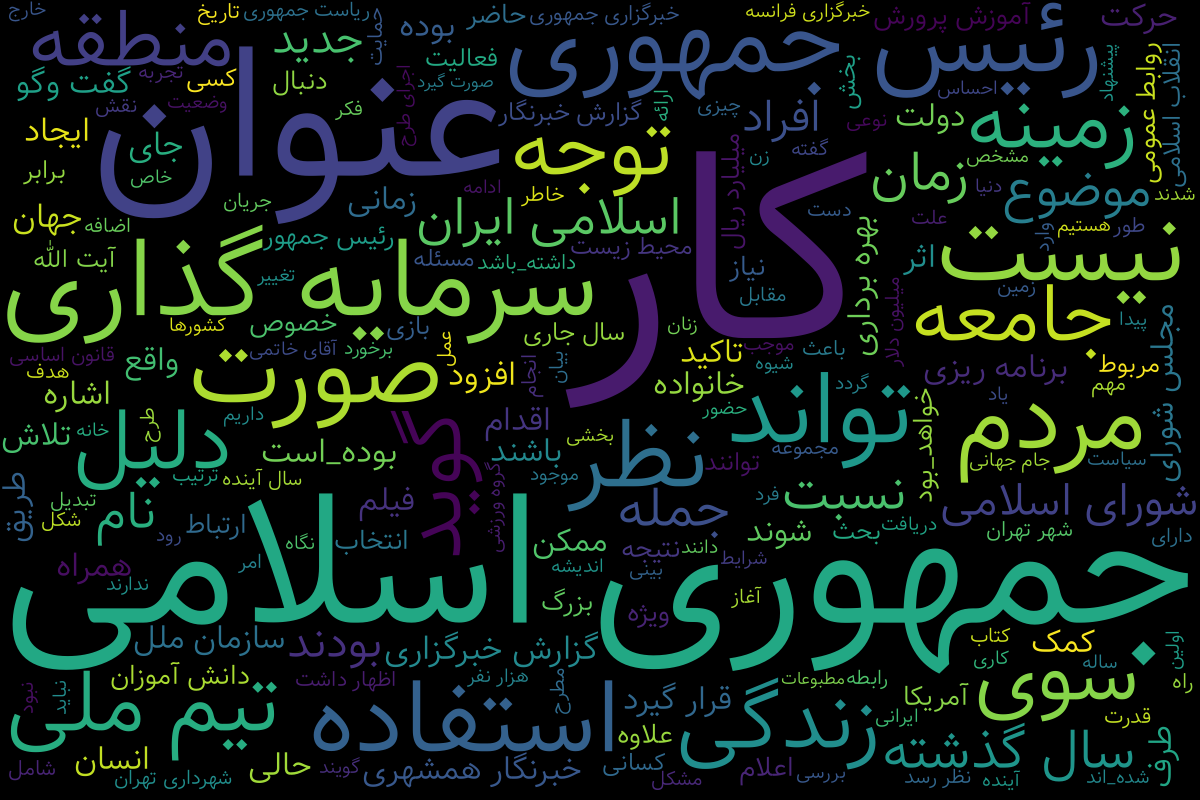 خارج
تاریخ
ریاست جمهوری
حمایت
حاضر
خبرگزاری جمهوری
خبرگزاری فرانسه
آموزش پرورش
حرکت
منطقه
جدید
بوده
جمهوری
رئیس
فعالیت
بخش
پیشنهاد
روابط عمومی
انقلاب اسلامی
گفت وگو
تجربه
کسی
دنبال
صورت گیرد
احساس
نقش
وضعیت
فکر
اجرای طرح
گزارش خبرنگار
ارائه
چیزی
افراد
نوعی
دولت
زمینه
ایجاد
جای
عنوان
توجه
گفته
زن
مشخص
برابر
خاص
ادامه
خاطر
میلیارد ریال
کار
زمان
دنیا
موضوع
شدند
جهان
اضافه
جریان
زمانی
اسلامی ایران
دست
علت
وارد
هستیم
طور
آیت الله
رئیس جمهور
محیط زیست
بهره برداری
اثر
نیست
تغییر
مسئله
داشته_باشد
نیاز
مقابل
میلیون دلار
زمین
سرمایه گذاری
کشورها
خصوص
بازی
سال جاری
زنان
جامعه
پیدا
مجلس شورای
قانون اساسی
واقع
آقای خاتمی
برخورد
عمل
تاکید
موجب
باعث
مربوط
هدف
صورت
افزود
انجام
بیان
شیوه
برنامه ریزی
مهم
اشاره
خانواده
گردد
یاد
تلاش
خانه
طرح
دلیل
داریم
گوید
اقدام
حضور
تواند
خواهد_بود
مردم
بوده_است
باشند
بخشی
نظر
مجموعه
جام جهانی
سیاست
طریق
ترتیب
سال آینده
گروه ورزشی
موجود
توانند
تبدیل
نام
فیلم
جمله
فرد
نسبت
شورای اسلامی
شکل
رود
ارتباط
نگاه
انتخاب
ممکن
نتیجه
دانند
شوند
بحث
دریافت
شهر تهران
دارای
همراه
ندارند
امر
اندیشه
بینی
شرایط
جمهوری اسلامی
بزرگ
ویژه
آغاز
سازمان ملل
بودند
گزارش خبرگزاری
کمک
کتاب
کاری
اولین
نبود
نباید
دانش آموزان
اظهار داشت
هزار نفر
مطرح
رابطه
مطبوعات
ساله
سوی
راه
تیم ملی
استفاده
قرار گیرد
زندگی
آمریکا
ایرانی
قدرت
علاوه
سال گذشته
طرف
شامل
انسان
شهرداری تهران
حالی
گویند
خبرنگار همشهری
کسانی
مشکل
اعلام
بررسی
نظر رسد
آینده
شده_اند